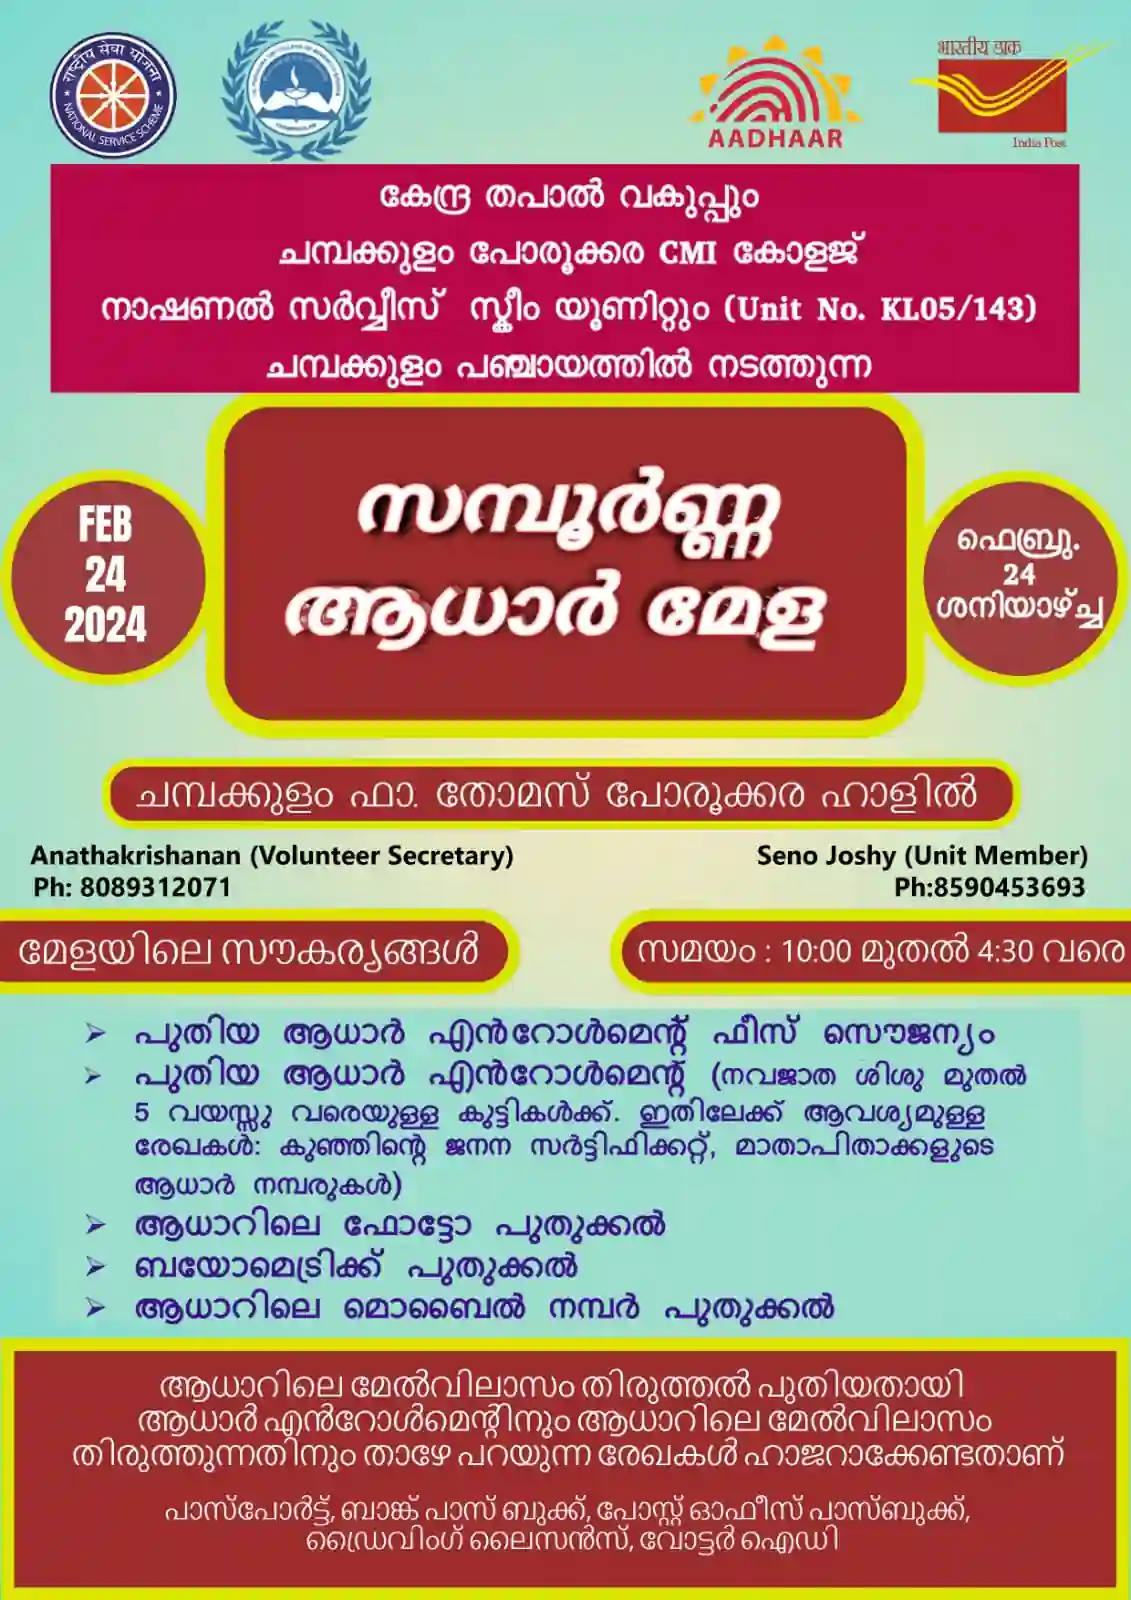 राष्ट्रीय सेवा योजना
NATIONAL SERVICE SCHEME
AADHAAR
भारतीय डाक
India Post
കേന്ദ്ര തപാൽ വകുപ്പും
ചമ്പക്കുളം പോരൂക്കര CMI കോളജ്
നാഷണൽ സർവ്വീസ് സ്കീം യൂണിറ്റും (Unit No. KL05/143)
ചമ്പക്കുളം പഞ്ചായത്തിൽ നടത്തുന്ന
FEB
24
2024
സമ്പൂർണ്ണ
ആധാർ മേള
ഫെബ്രു.
24
ശനിയാഴ്ച്ച
ചമ്പക്കുളം ഫാ. തോമസ് പോരൂക്കര ഹാളിൽ
Anathakrishanan (Volunteer Secretary)
Ph: 8089312071
Seno Joshy (Unit Member)
Ph:8590453693
മേളയിലെ സൗകര്യങ്ങൾ
സമയം : 10:00 മുതൽ 4:30 വരെ
➢ പുതിയ ആധാർ എൻറോൾമെന്റ് ഫീസ് സൌജന്യം
➢ പുതിയ ആധാർ എൻറോൾമെന്റ് (നവജാത ശിശു മുതൽ
5 വയസ്സു വരെയുള്ള കുട്ടികൾക്ക്. ഇതിലേക്ക് ആവശ്യമുള്ള
രേഖകൾ: കുഞ്ഞിന്റെ ജനന സർട്ടിഫിക്കറ്റ്, മാതാപിതാക്കളുടെ
ആധാർ നമ്പരുകൾ)
➢ ആധാറിലെ ഫോട്ടോ പുതുക്കൽ
➢ ബയോമെട്രിക്ക് പുതുക്കൽ
➢ ആധാറിലെ മൊബൈൽ നമ്പർ പുതുക്കൽ
ആധാറിലെ മേൽവിലാസം തിരുത്തൽ പുതിയതായി
ആധാർ എൻറോൾമെന്റിനും ആധാറിലെ മേൽവിലാസം
തിരുത്തുന്നതിനും താഴേ പറയുന്ന രേഖകൾ ഹാജറാക്കേണ്ടതാണ്
പാസ്പോർട്ട്, ബാങ്ക് പാസ് ബുക്ക്, പോസ്റ്റ് ഓഫീസ് പാസ്ബുക്ക്,
ഡ്രൈവിംഗ് ലൈസൻസ്, വോട്ടർ ഐഡി